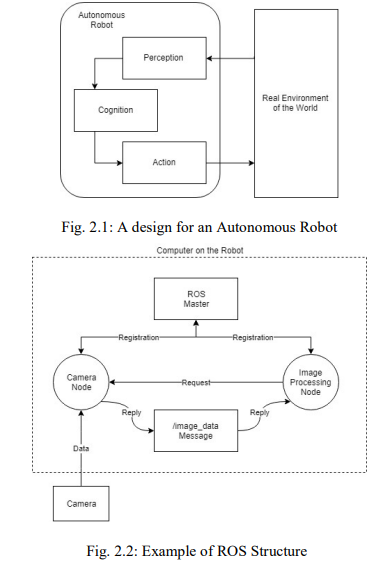 Autonomous
Robot
Perception
Cognition
Action
Real Environment
of the World
Fig. 2.1: A design for an Autonomous Robot
Computer on the Robot
ROS
Master
Registration
Registration
Camera
Node
Request
Image
Processing
Node
Reply
/image_data
Message
Reply
Data
Camera
Fig. 2.2: Example of ROS Structure